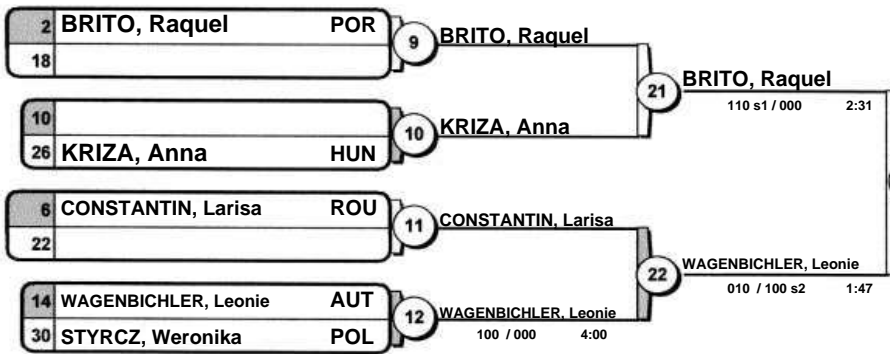 2 BRITO, Raquel POR
18
9 BRITO, Raquel
10
26 KRIZA, Anna HUN
10 KRIZA, Anna
21 BRITO, Raquel
110 s1 / 000 2:31
6 CONSTANTIN, Larisa ROU
22
11 CONSTANTIN, Larisa
14 WAGENBICHLER, Leonie AUT
30 STYRCZ, Weronika POL
12 WAGENBICHLER, Leonie
100 / 000 4:00
22 WAGENBICHLER, Leonie
010 / 100 s2 1:47